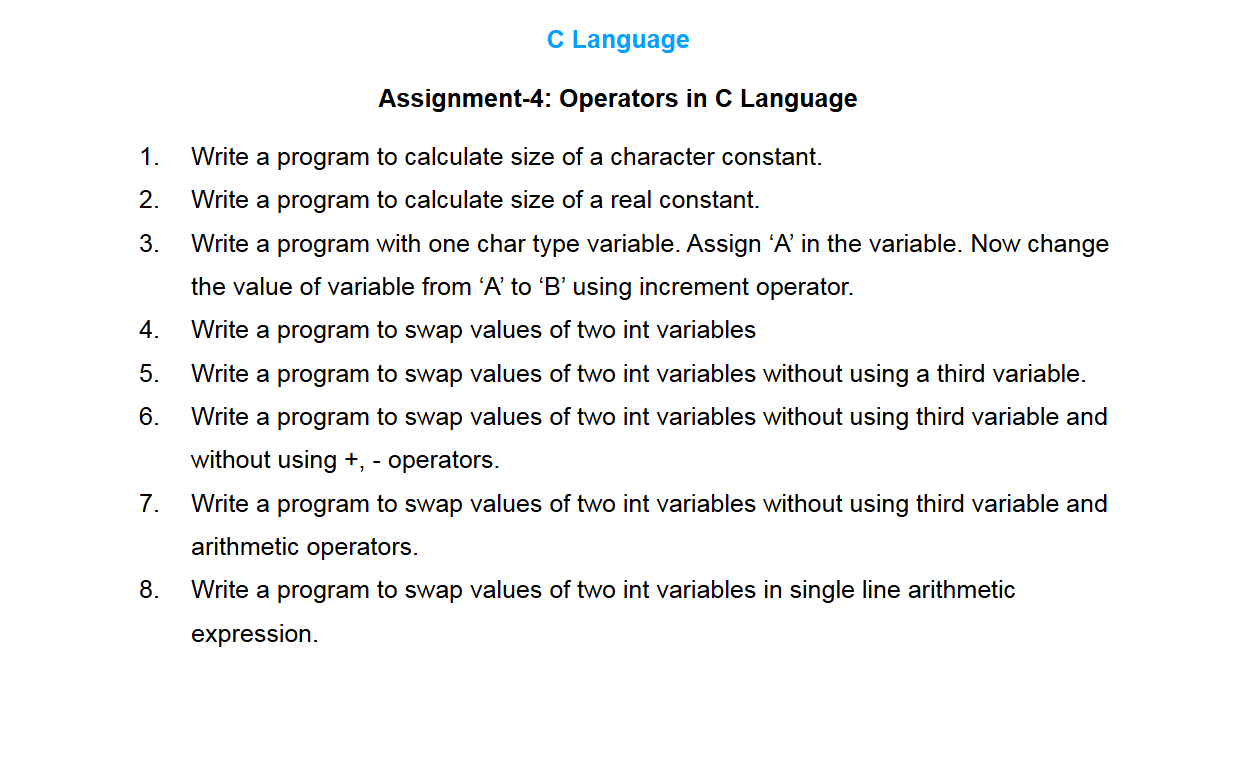 C Language
Assignment-4: Operators in C Language
1. Write a program to calculate size of a character constant.
2. Write a program to calculate size of a real constant.
3. Write a program with one char type variable. Assign ‘A’ in the variable. Now change
the value of variable from ‘A’ to ‘B’ using increment operator.
4. Write a program to swap values of two int variables
5. Write a program to swap values of two int variables without using a third variable.
6. Write a program to swap values of two int variables without using third variable and
without using +, - operators.
7. Write a program to swap values of two int variables without using third variable and
arithmetic operators.
8. Write a program to swap values of two int variables in single line arithmetic
expression.